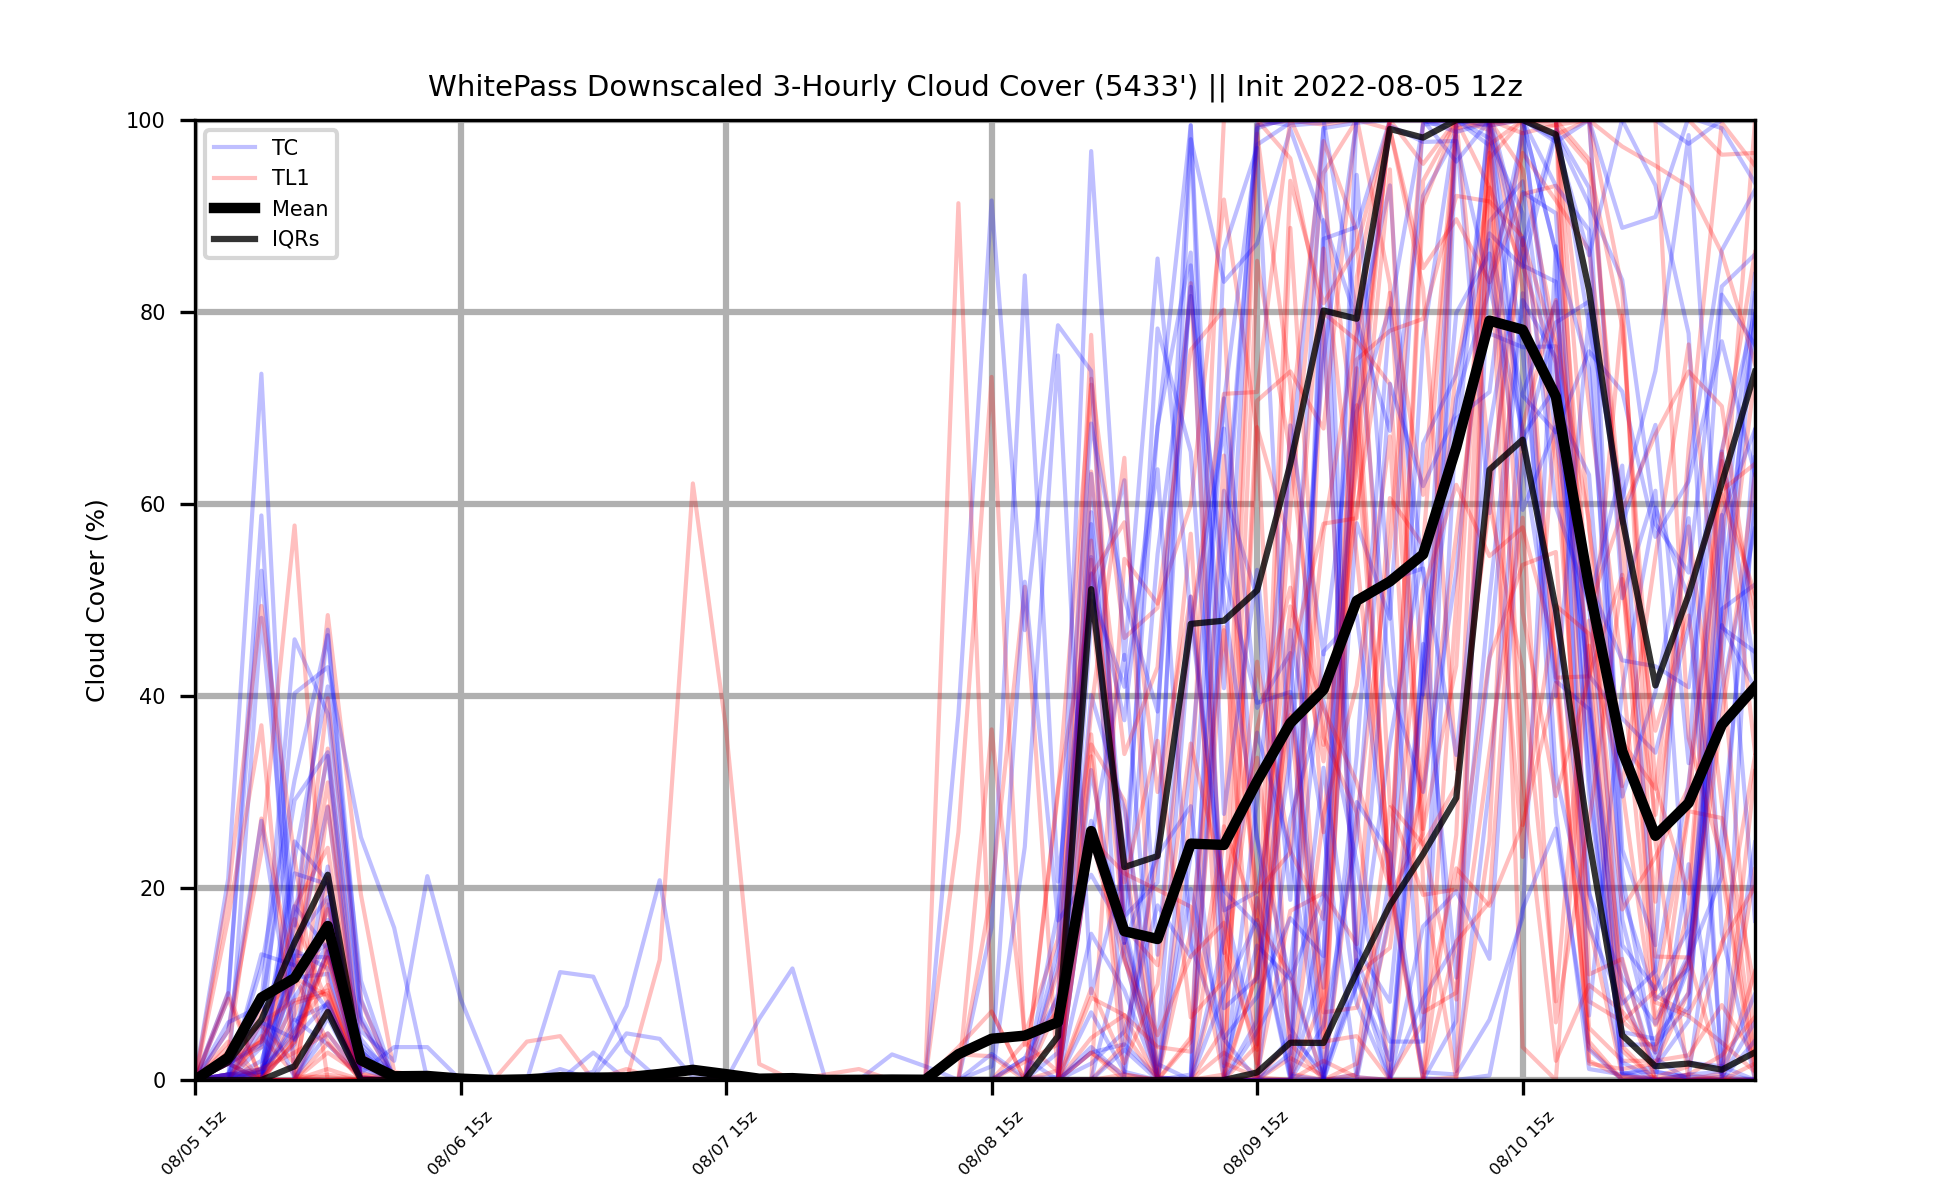 WhitePass Downscaled 3-Hourly Cloud Cover (5433') || Init 2022-08-05 12z
100
80
60
40
20
0
Cloud Cover (%)
TC
TL1
Mean
IQRs
08/05 15z
08/06 15z
08/07 15z
08/08 15z
08/09 15z
08/10 15z